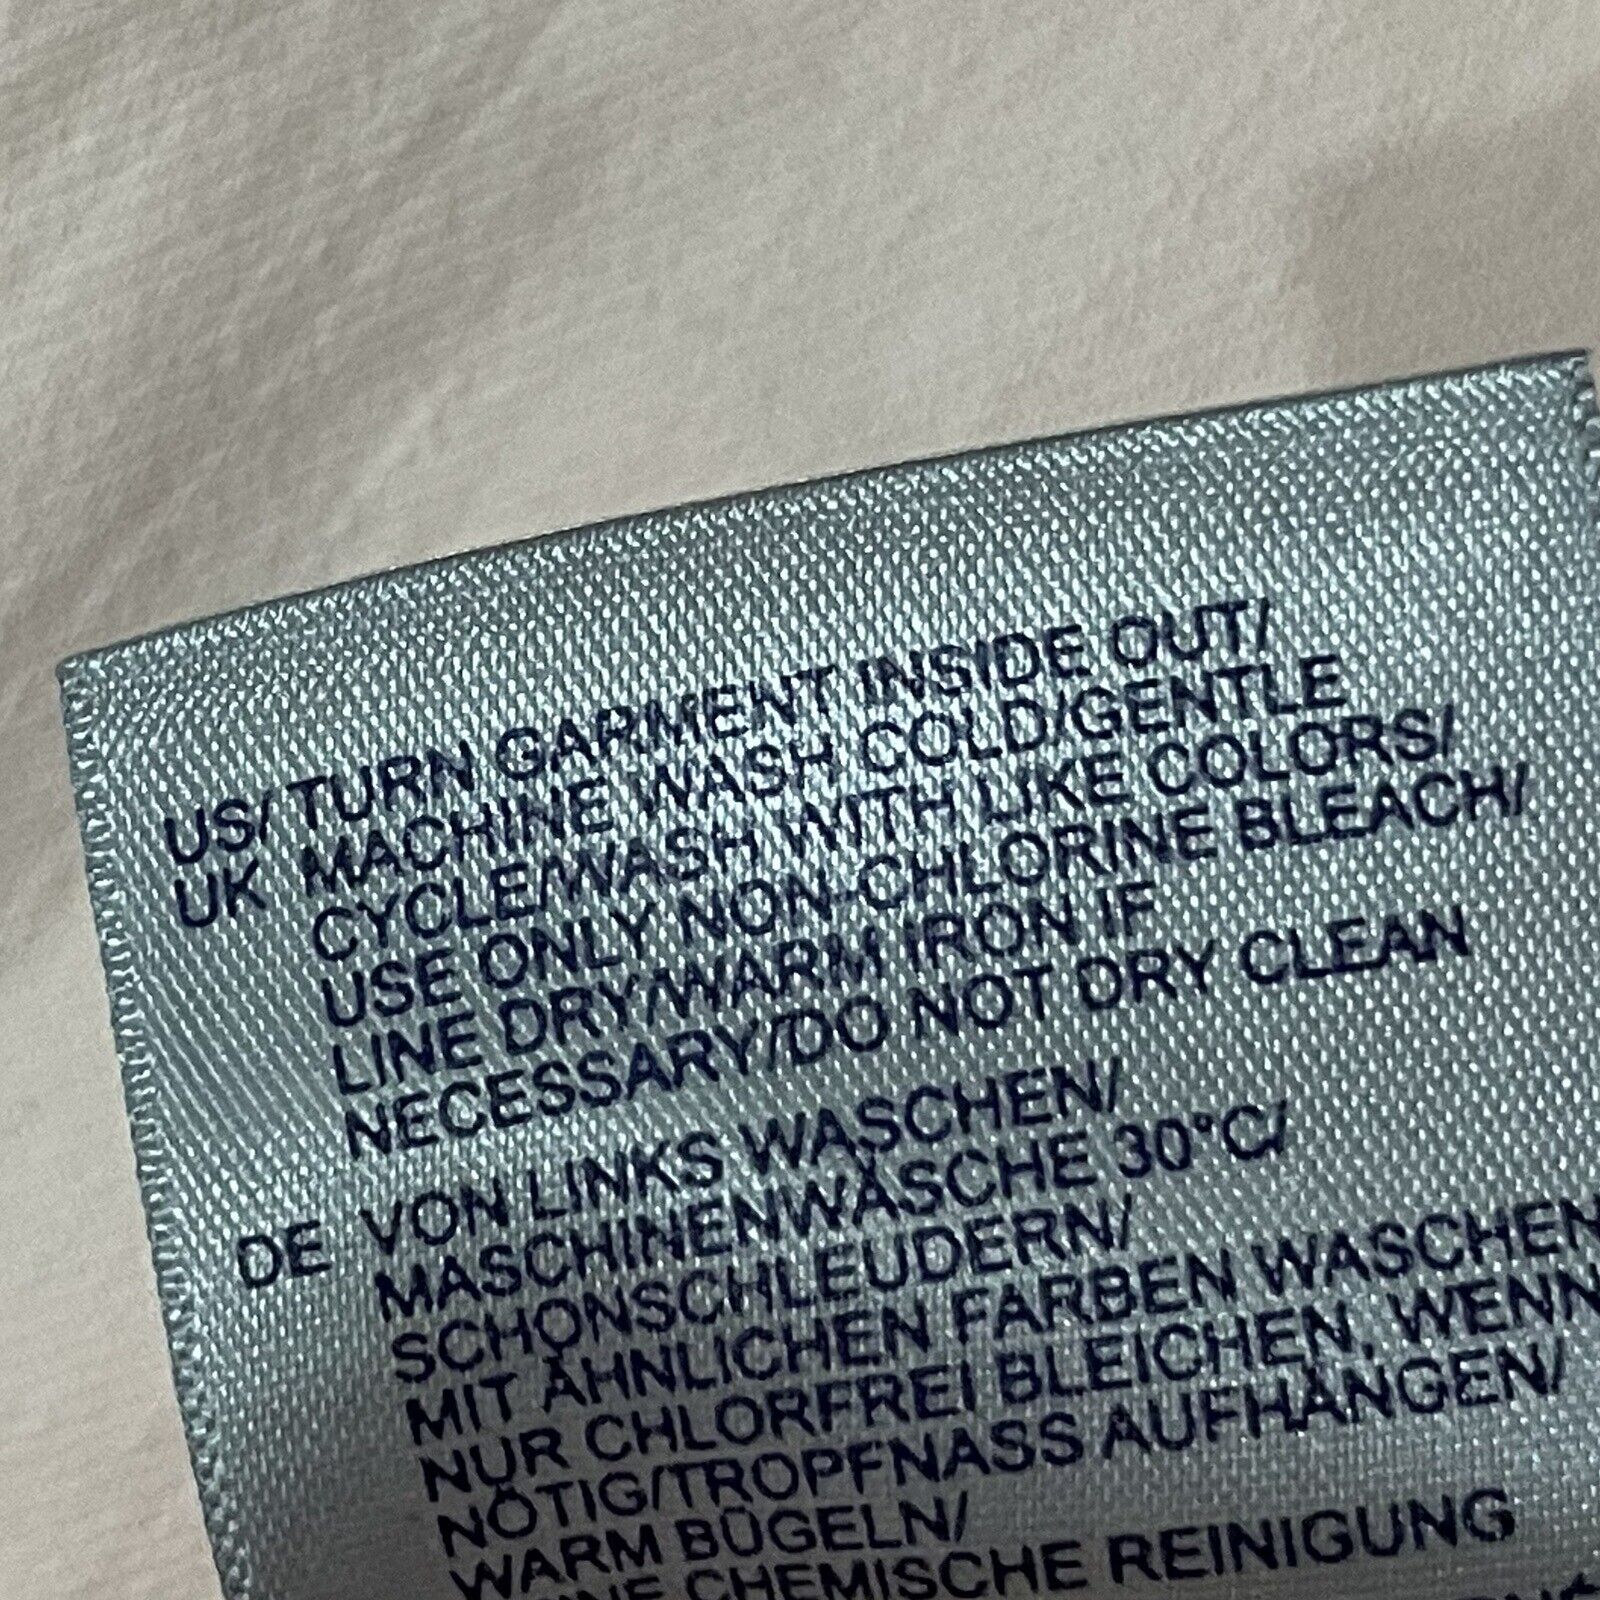 US/ TURN GARMENT INSIDE OUT/
UK MACHINE WASH COLD/GENTLE
CYCLE/WASH WITH LIKE COLORS/
USE ONLY NON-CHLORINE BLEACH/
LINE DRY/WARM IRON IF
NECESSARY/DO NOT DRY CLEAN
DE VON LINKS WASCHEN/
MASCHINENWÄSCHE 30°C/
SCHONSCHLEUDERN/
MIT ÄHNLICHEN FARBEN WASCHEN
NUR CHLORFREI BLEICHEN, WENN
NÖTIG/TROPFNASS AUFHÄNGEN/
WARM BÜGELN/
CHEMISCHE REINIGUNG